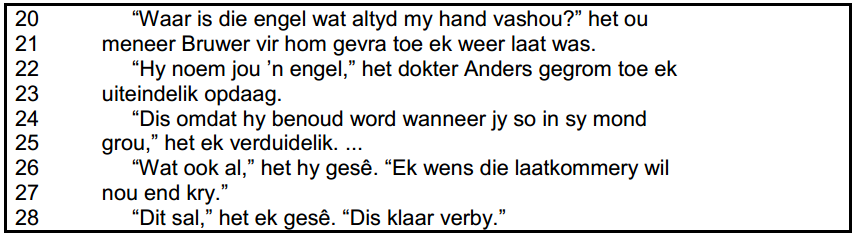 20 “Waar is die engel wat altyd my hand vashou?” het ou
21 meneer Bruwer vir hom gevra toe ek weer laat was.
22 “Hy noem jou ’n engel,” het dokter Anders gegrom toe ek
23 uiteindelik opdaag.
24 “Dis omdat hy benoud word wanneer jy so in sy mond
25 grou,” het ek verduidelik. ...
26 “Wat ook al,” het hy gesê. “Ek wens die laatkommery wil
27 nou end kry.”
28 “Dit sal,” het ek gesê. “Dis klaar verby.”